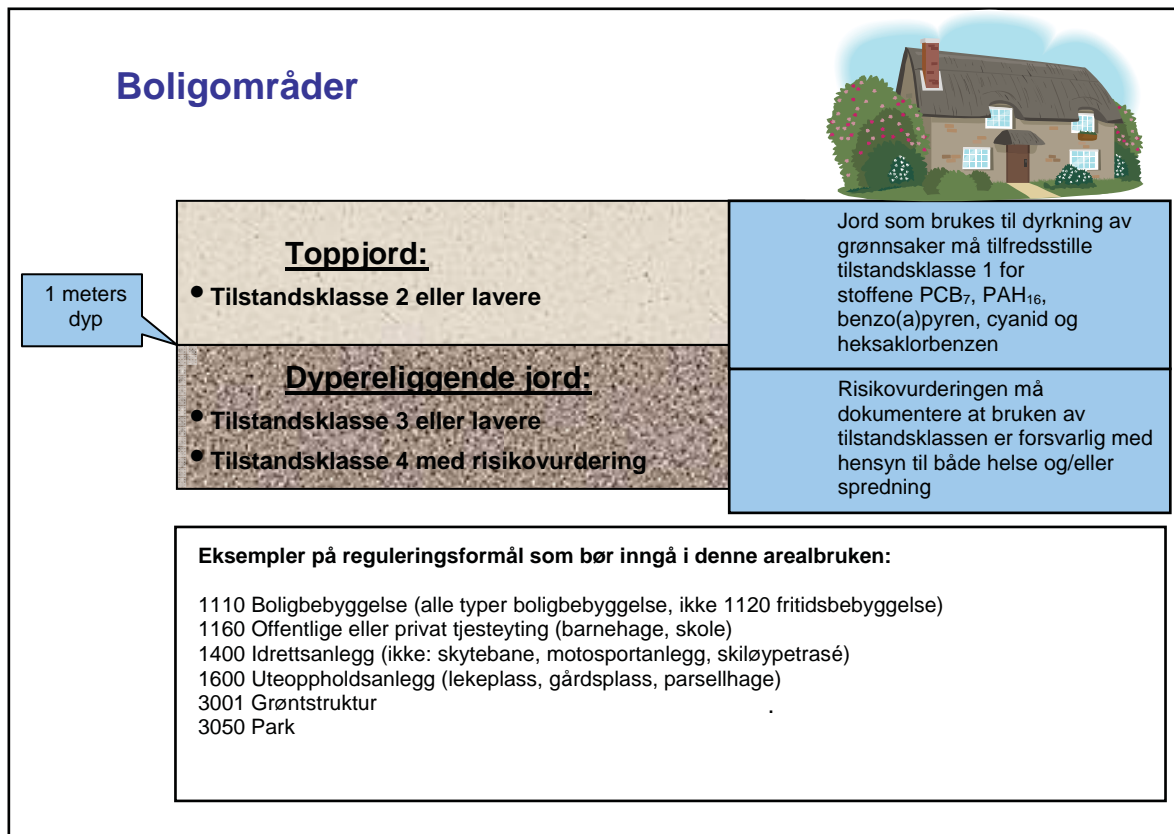 Boligområder
Toppjord:
• Tilstandsklasse 2 eller lavere
Jord som brukes til dyrkning av
grønnsaker må tilfredsstille
tilstandsklasse 1 for
stoffene PCB₇, PAH₁₆,
benzo(a)pyren, cyanid og
heksaklorbenzen
1 meters
dyp
Dypereliggende jord:
• Tilstandsklasse 3 eller lavere
• Tilstandsklasse 4 med risikovurdering
Risikovurderingen må
dokumentere at bruken av
tilstandsklassen er forsvarlig med
hensyn til både helse og/eller
spredning
Eksempler på reguleringsformål som bør inngå i denne arealbruken:
1110 Boligbebyggelse (alle typer boligbebyggelse, ikke 1120 fritidsbebyggelse)
1160 Offentlige eller privat tjesteyting (barnehage, skole)
1400 Idrettsanlegg (ikke: skytebane, motosportanlegg, skiløypetrasé)
1600 Uteoppholdsanlegg (lekeplass, gårdsplass, parsellhage)
3001 Grøntstruktur .
3050 Park